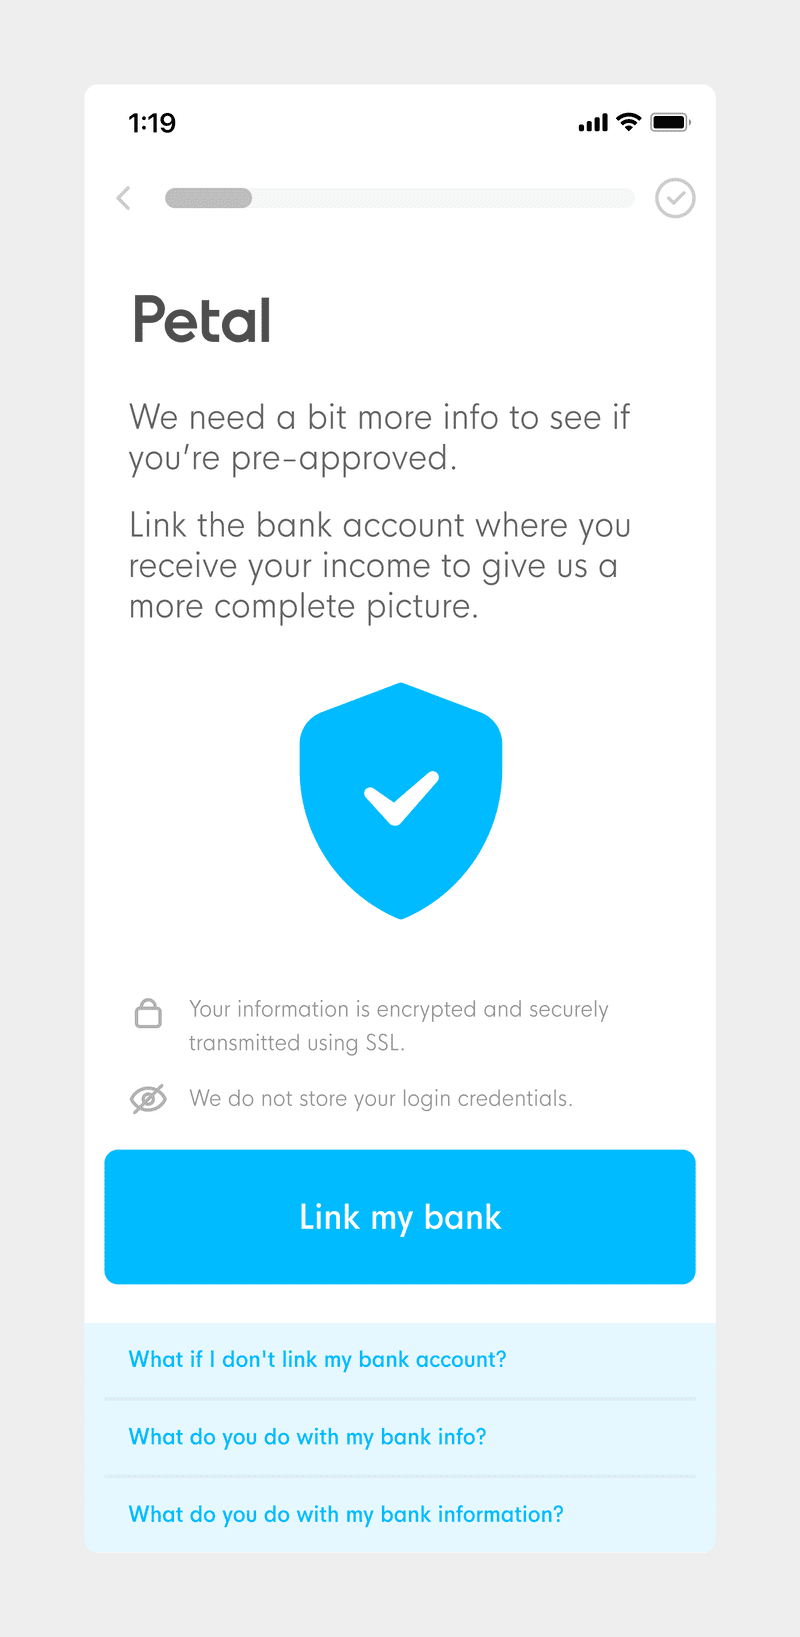 1:19
Petal
We need a bit more info to see if
you’re pre-approved.
Link the bank account where you
receive your income to give us a
more complete picture.
Your information is encrypted and securely
transmitted using SSL.
We do not store your login credentials.
Link my bank
What if I don't link my bank account?
What do you do with my bank info?
What do you do with my bank information?